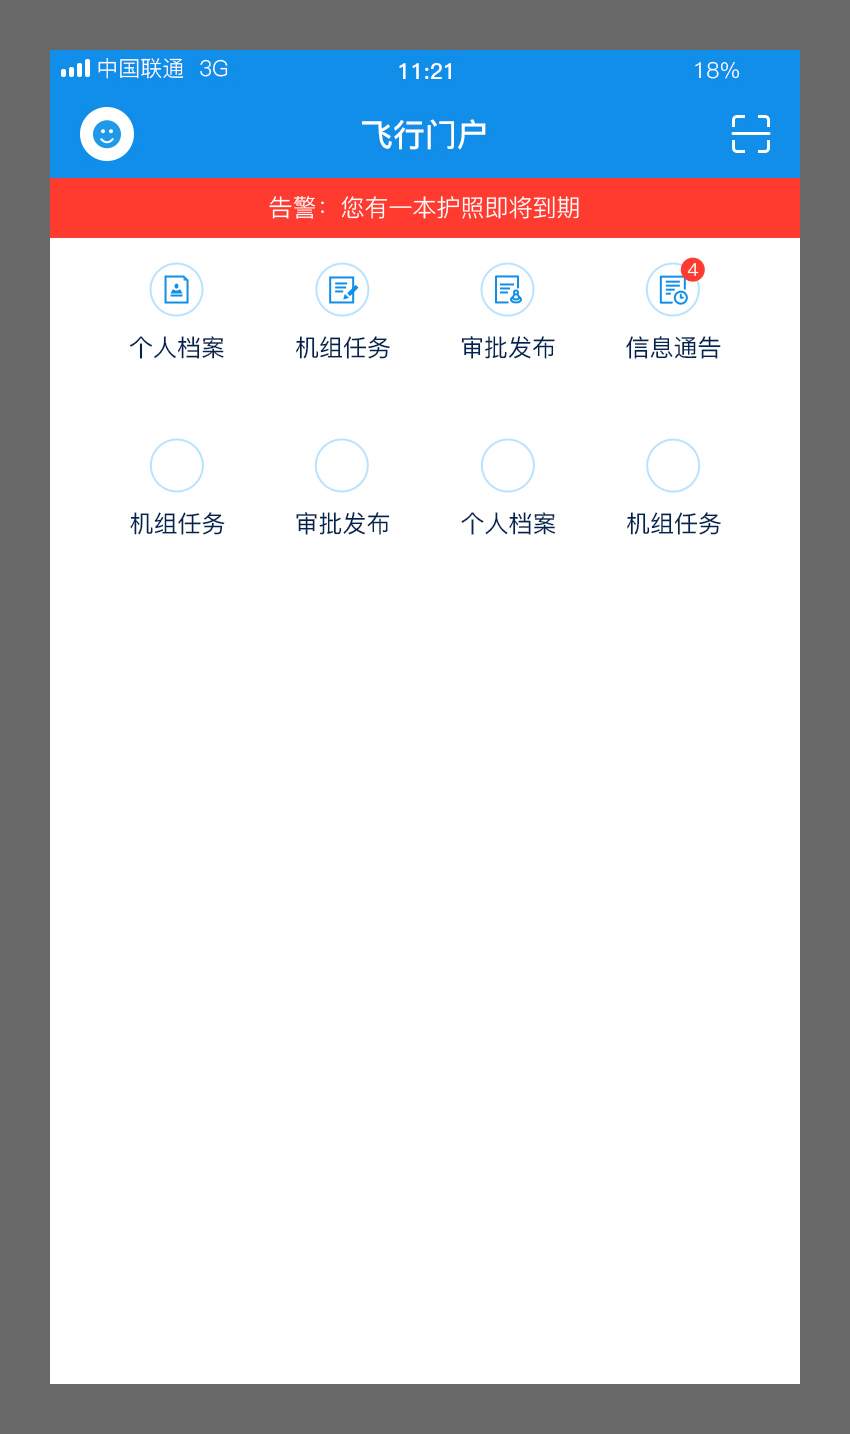 中国联通 3G 11:21 18%
飞行门户
告警：您有一本护照即将到期
4
个人档案 机组任务 审批发布 信息通告
机组任务 审批发布 个人档案 机组任务